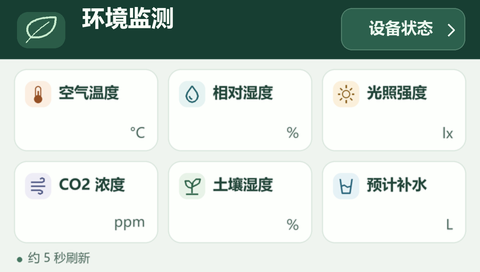 环境监测
设备状态
空气温度
°C
相对湿度
%
光照强度
lx
CO2 浓度
ppm
土壤湿度
%
预计补水
L
约 5 秒刷新